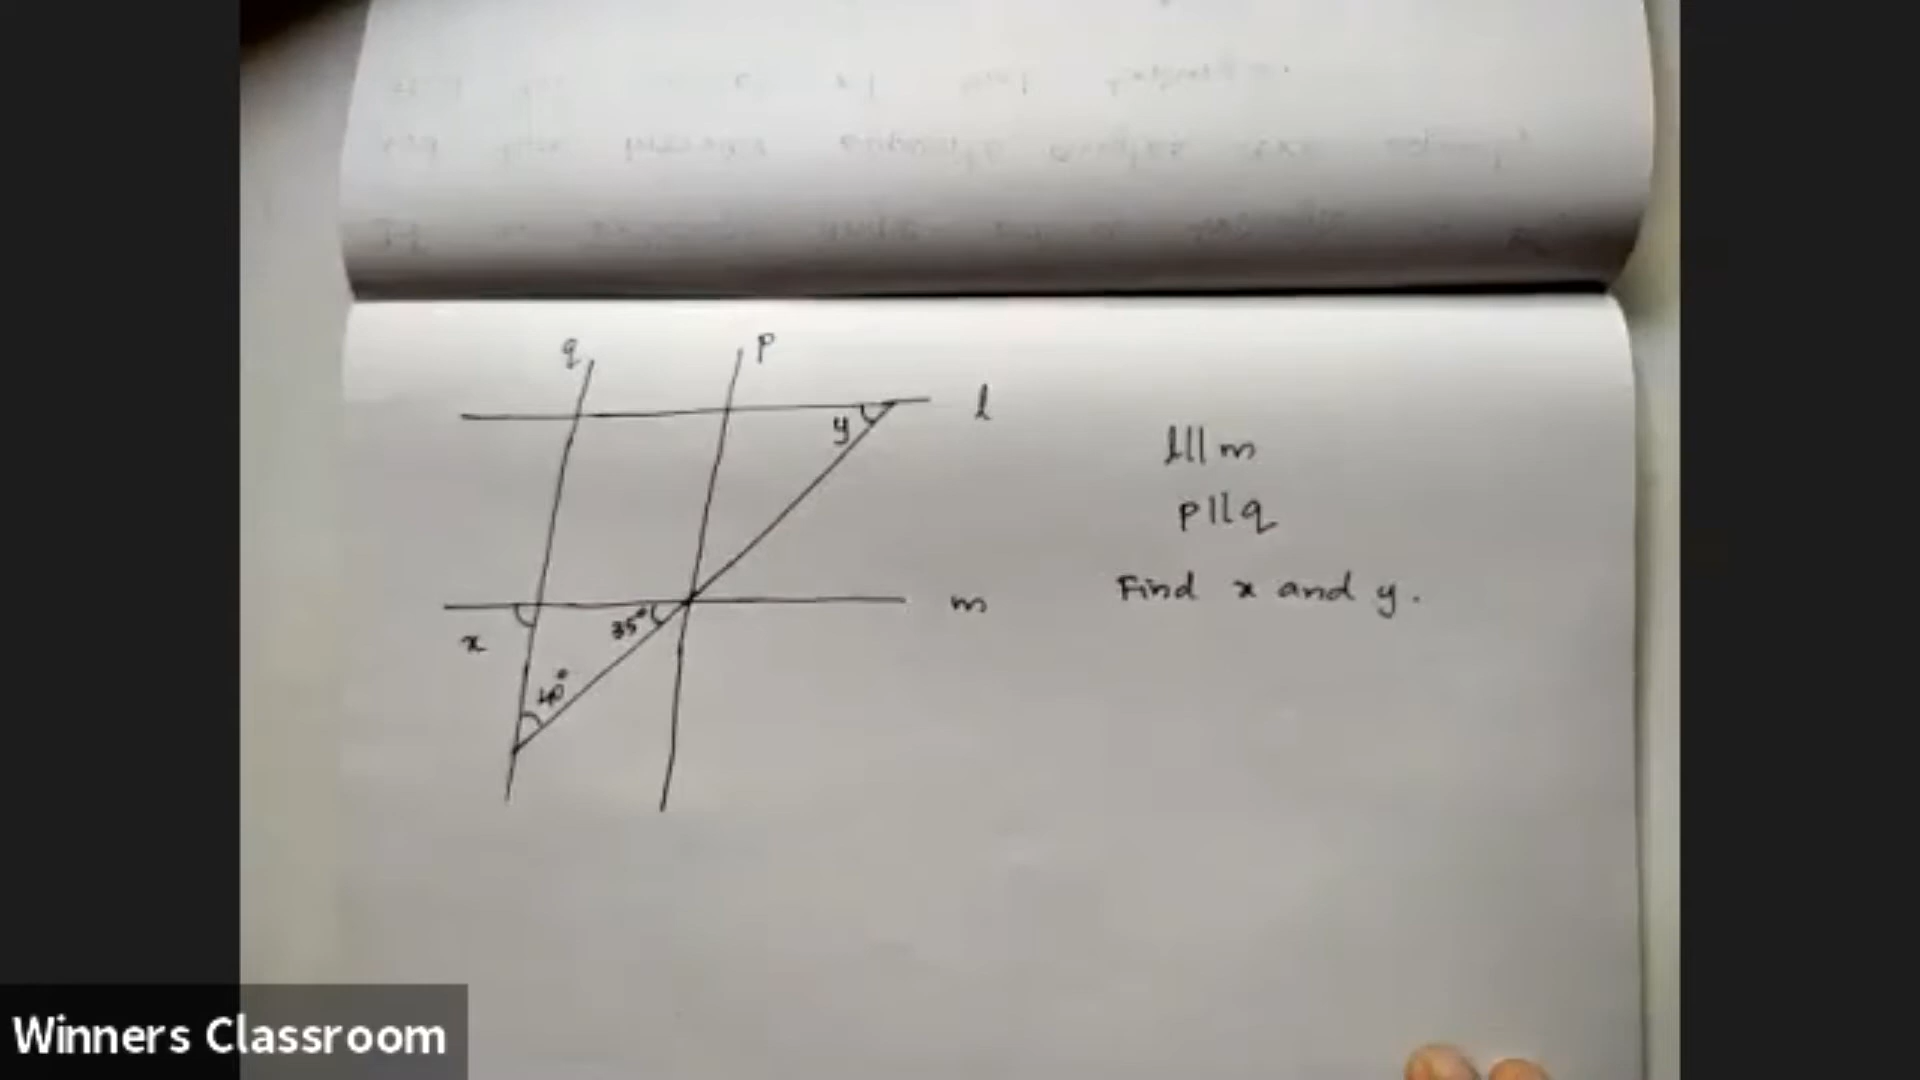 q p
l
y
l || m
p || q
Find x and y.
m
35°
x
40°
Winners Classroom